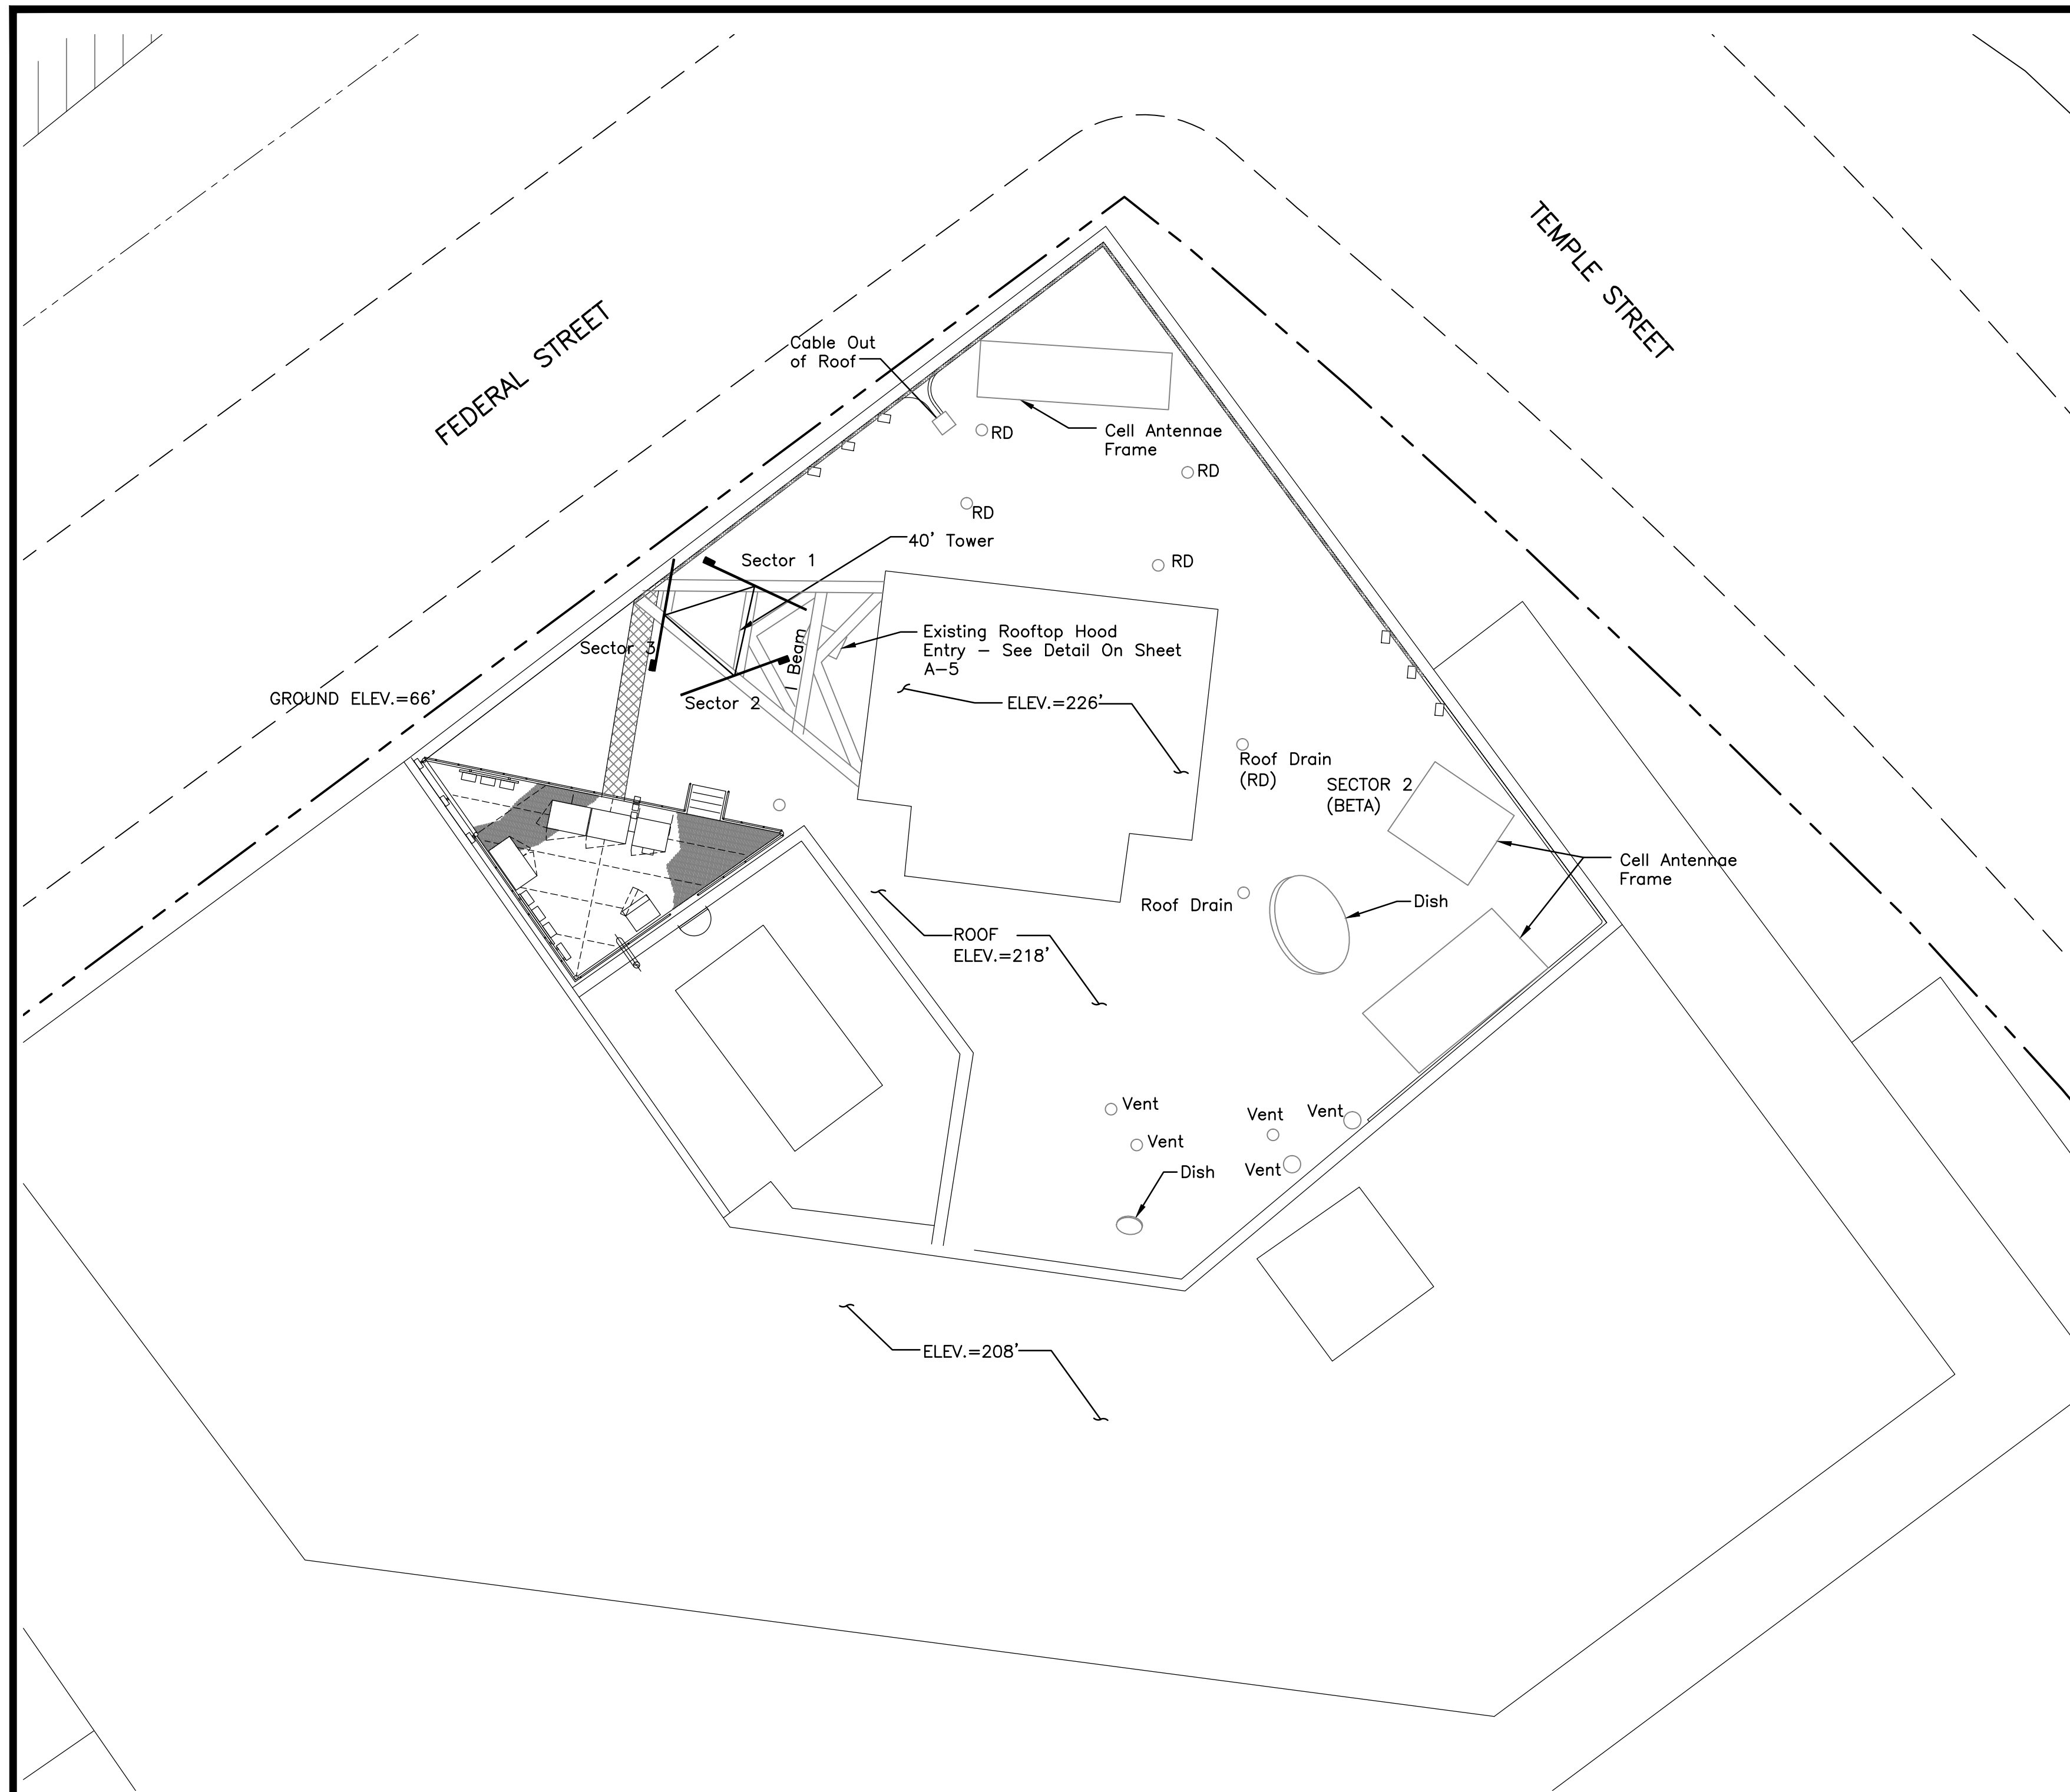 FEDERAL STREET
TEMPLE STREET
Cable Out
of Roof
Cell Antennae
Frame
RD
RD
RD
RD
40' Tower
Sector 1
Sector 3
Sector 2
I Beam
Existing Rooftop Hood
Entry – See Detail On Sheet
A–5
GROUND ELEV.=66'
ELEV.=226'
Roof Drain
(RD)
SECTOR 2
(BETA)
Cell Antennae
Frame
Roof Drain
Dish
ROOF
ELEV.=218'
Vent
Vent
Vent
Vent
Vent
Dish
ELEV.=208'